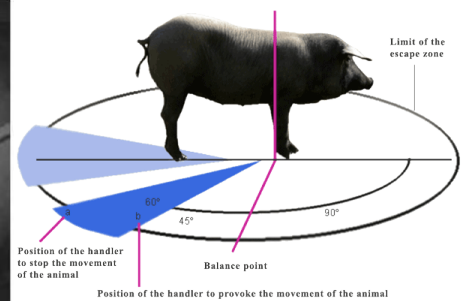 Limit of the
escape zone
60°
a
b
45°
90°
Position of the handler
to stop the movement
of the animal
Balance point
Position of the handler to provoke the movement of the animal